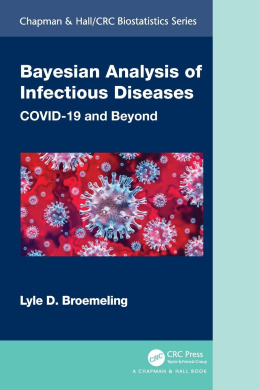 Chapman & Hall/CRC Biostatistics Series
Bayesian Analysis of
Infectious Diseases
COVID-19 and Beyond
Lyle D. Broemeling
CRC
CRC Press
Taylor & Francis Group
A CHAPMAN & HALL BOOK